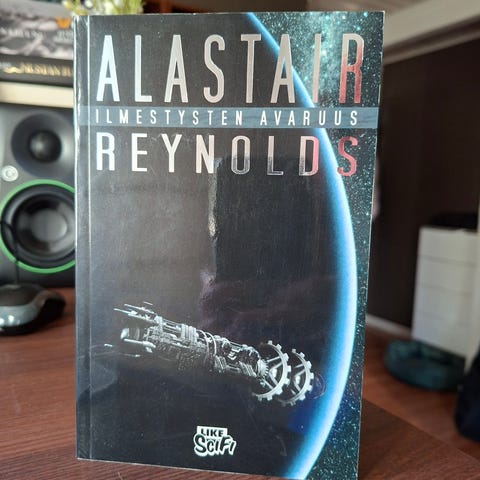 ALASTAIR
ILMESTYSTEN AVARUUS
REYNOLDS
LIKE
SciFi